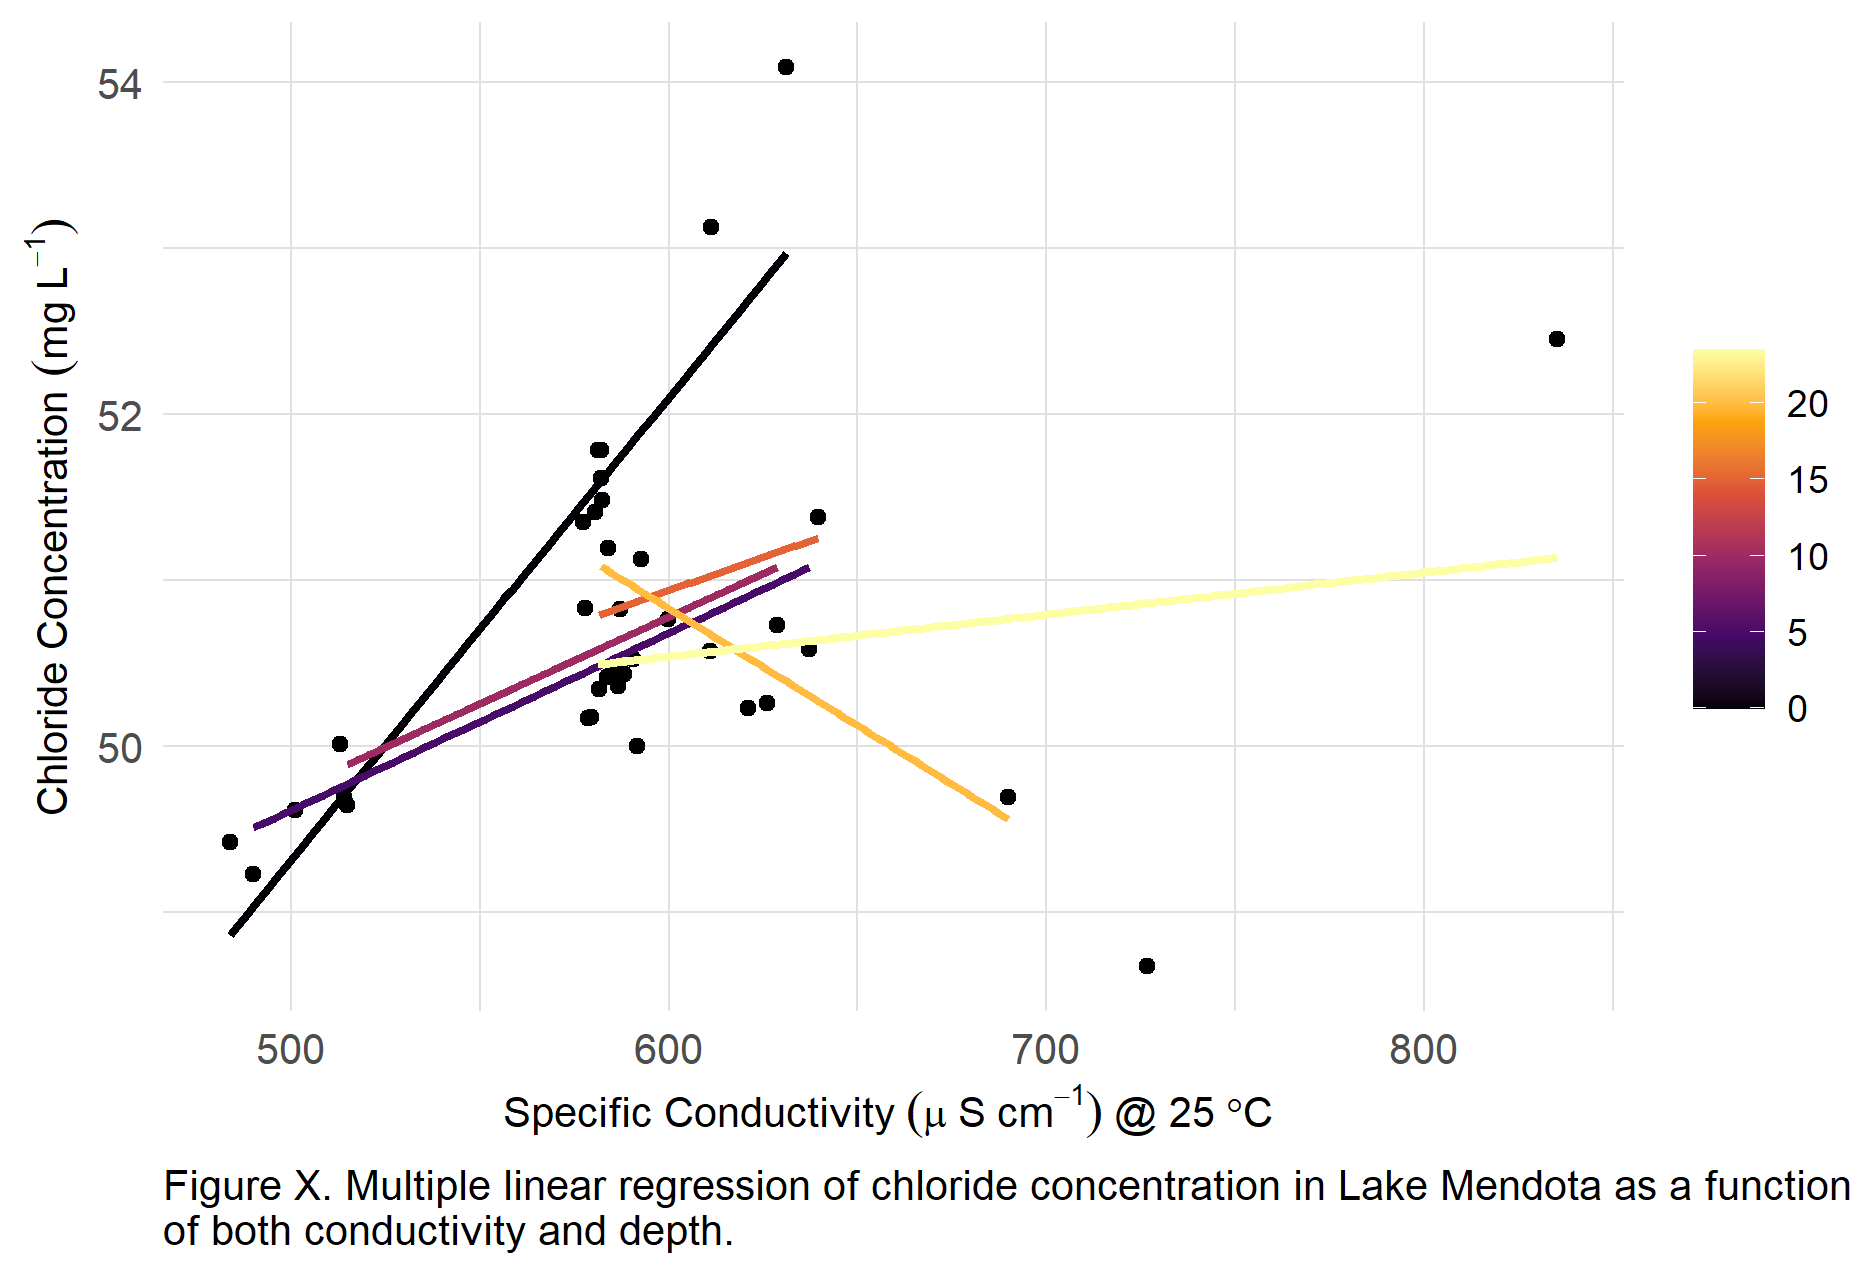 54
52
50
Chloride Concentration (mg L⁻¹)
500 600 700 800
Specific Conductivity (μ S cm⁻¹) @ 25 °C
20
15
10
5
0
Figure X. Multiple linear regression of chloride concentration in Lake Mendota as a function
of both conductivity and depth.